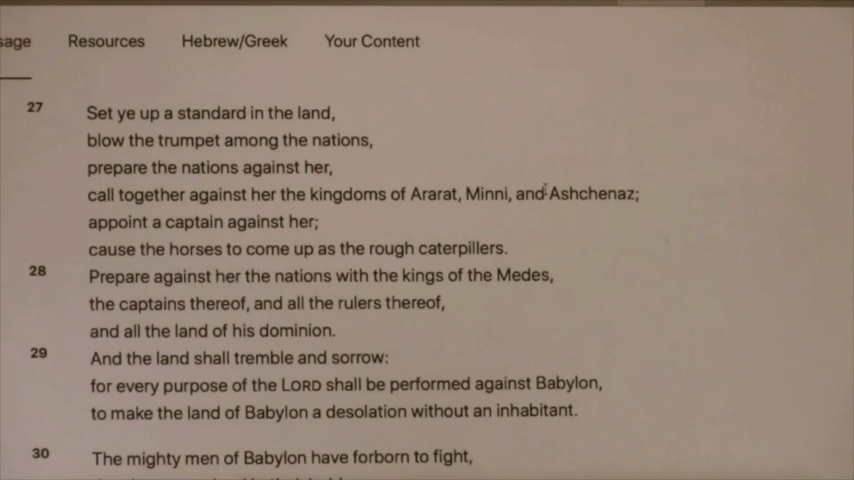 sage Resources Hebrew/Greek Your Content
27 Set ye up a standard in the land,
blow the trumpet among the nations,
prepare the nations against her,
call together against her the kingdoms of Ararat, Minni, and Ashchenaz;
appoint a captain against her;
cause the horses to come up as the rough caterpillers.
28 Prepare against her the nations with the kings of the Medes,
the captains thereof, and all the rulers thereof,
and all the land of his dominion.
29 And the land shall tremble and sorrow:
for every purpose of the LORD shall be performed against Babylon,
to make the land of Babylon a desolation without an inhabitant.
30 The mighty men of Babylon have forborn to fight,